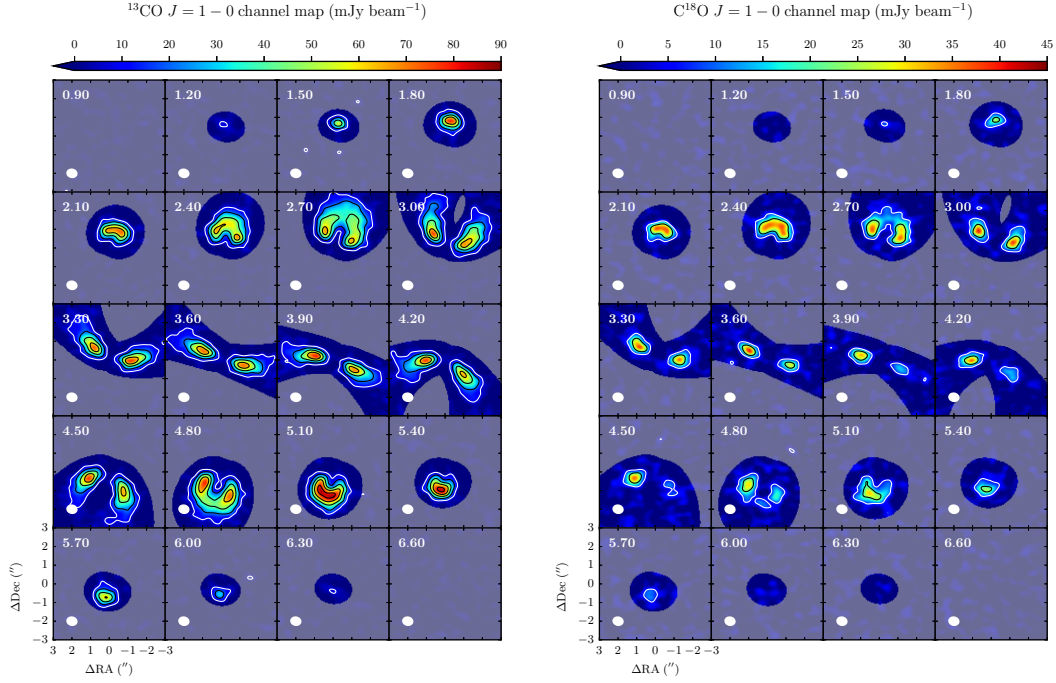 ¹³CO J = 1 − 0 channel map (mJy beam⁻¹)
0 10 20 30 40 50 60 70 80 90
0.90 1.20 1.50 1.80
2.10 2.40 2.70 3.00
3.30 3.60 3.90 4.20
4.50 4.80 5.10 5.40
5.70 6.00 6.30 6.60
3
2
1
0
−1
−2
−3
ΔDec (″)
3 2 1 0 −1 −2 −3
ΔRA (″)
C¹⁸O J = 1 − 0 channel map (mJy beam⁻¹)
0 5 10 15 20 25 30 35 40 45
0.90 1.20 1.50 1.80
2.10 2.40 2.70 3.00
3.30 3.60 3.90 4.20
4.50 4.80 5.10 5.40
5.70 6.00 6.30 6.60
3
2
1
0
−1
−2
−3
ΔDec (″)
3 2 1 0 −1 −2 −3
ΔRA (″)